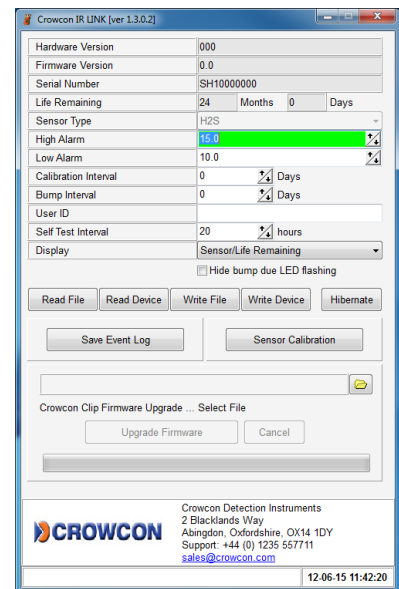 Crowcon IR LINK [ver 1.3.0.2]
Hardware Version 000
Firmware Version 0.0
Serial Number SH10000000
Life Remaining 24 Months 0 Days
Sensor Type H2S
High Alarm 15.0
Low Alarm 10.0
Calibration Interval 0 Days
Bump Interval 0 Days
User ID
Self Test Interval 20 hours
Display Sensor/Life Remaining
Hide bump due LED flashing
Read File Read Device Write File Write Device Hibernate
Save Event Log Sensor Calibration
Crowcon Clip Firmware Upgrade ... Select File
Upgrade Firmware Cancel
CROWCON
Crowcon Detection Instruments
2 Blacklands Way
Abingdon, Oxfordshire, OX14 1DY
Support: +44 (0) 1235 557711
sales@crowcon.com
12-06-15 11:42:20